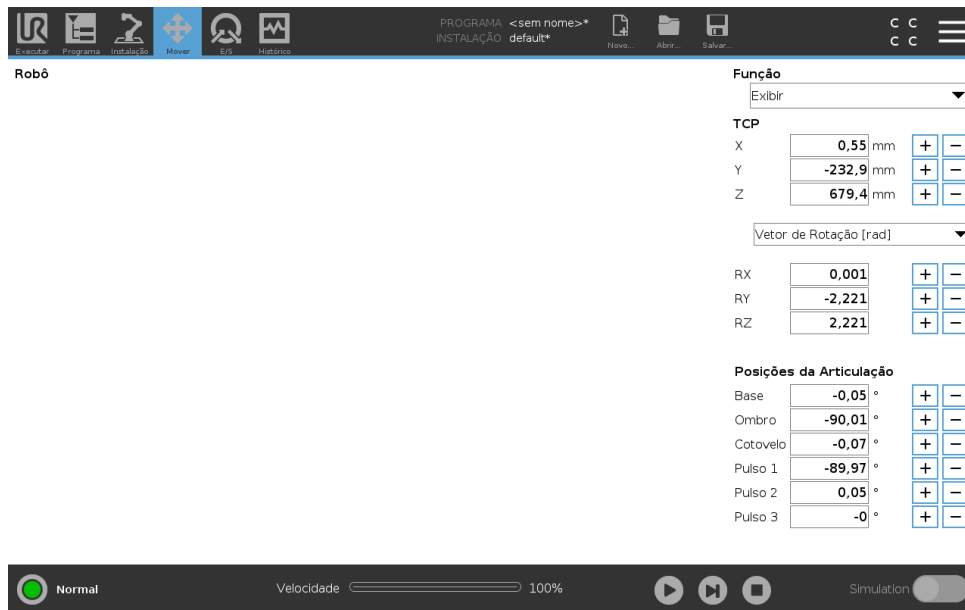 PROGRAMA <sem nome>*
INSTALAÇÃO default*
C C
C C
Executar Programa Instalação Mover E/S Histórico Novo... Abrir... Salvar...
Robô
Função
Exibir
TCP
X 0,55 mm + −
Y -232,9 mm + −
Z 679,4 mm + −
Vetor de Rotação [rad]
RX 0,001 + −
RY -2,221 + −
RZ 2,221 + −
Posições da Articulação
Base -0,05 ° + −
Ombro -90,01 ° + −
Cotovelo -0,07 ° + −
Pulso 1 -89,97 ° + −
Pulso 2 0,05 ° + −
Pulso 3 -0 ° + −
Normal Velocidade 100% Simulation